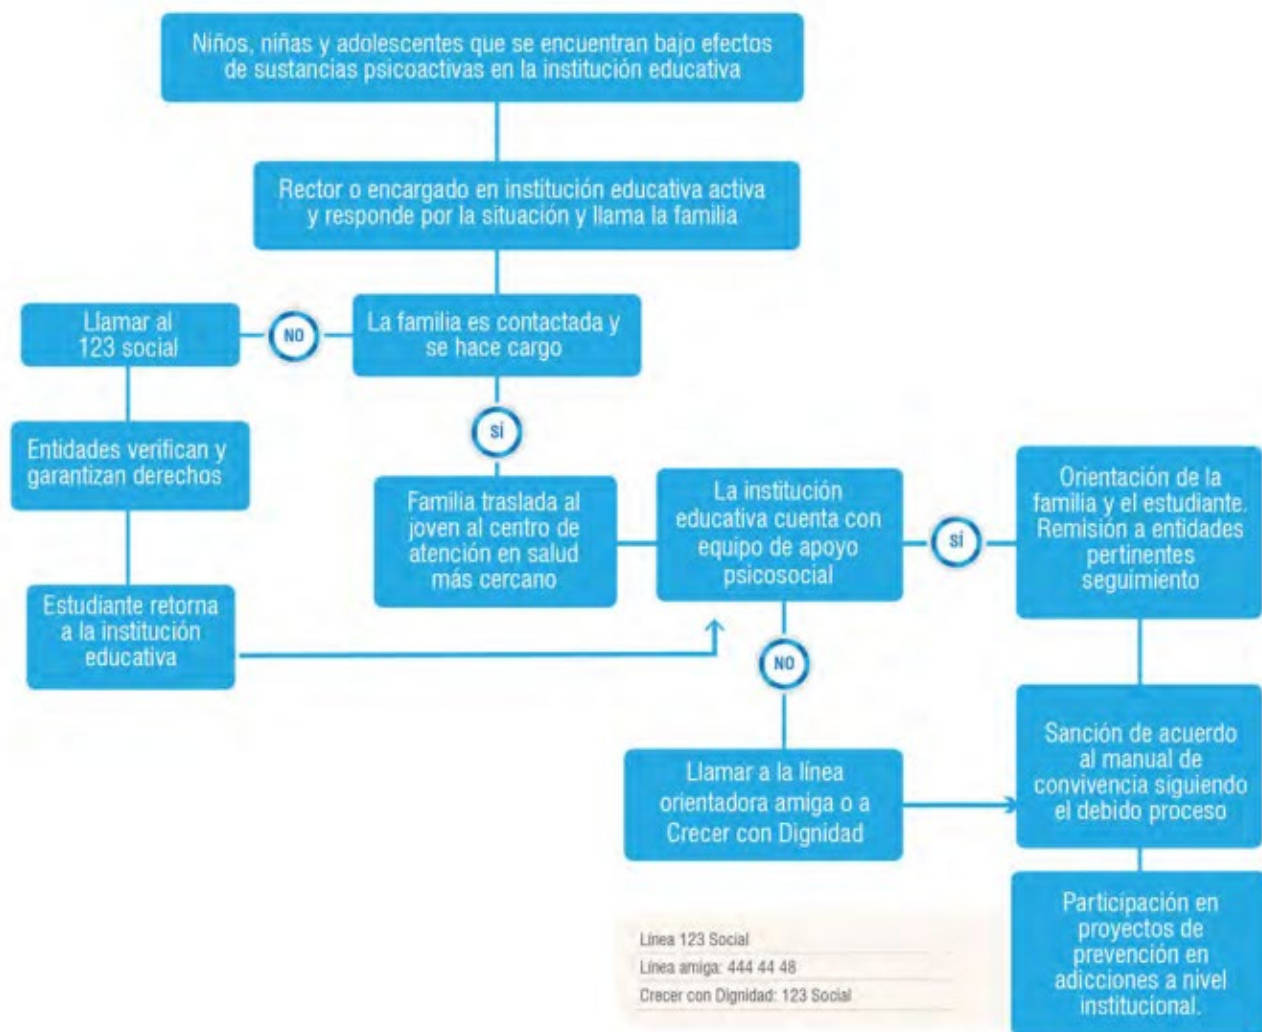 Niños, niñas y adolescentes que se encuentran bajo efectos
de sustancias psicoactivas en la institución educativa
Rector o encargado en institución educativa activa
y responde por la situación y llama la familia
Llamar al
123 social
NO
La familia es contactada y
se hace cargo
SÍ
Entidades verifican y
garantizan derechos
Familia traslada al
joven al centro de
atención en salud
más cercano
La institución
educativa cuenta con
equipo de apoyo
psicosocial
SÍ
Orientación de la
familia y el estudiante.
Remisión a entidades
pertinentes
seguimiento
Estudiante retorna
a la institución
educativa
NO
Llamar a la línea
orientadora amiga o a
Crecer con Dignidad
Sanción de acuerdo
al manual de
convivencia siguiendo
el debido proceso
Participación en
proyectos de
prevención en
adicciones a nivel
institucional.
Línea 123 Social
Línea amiga: 444 44 48
Crecer con Dignidad: 123 Social